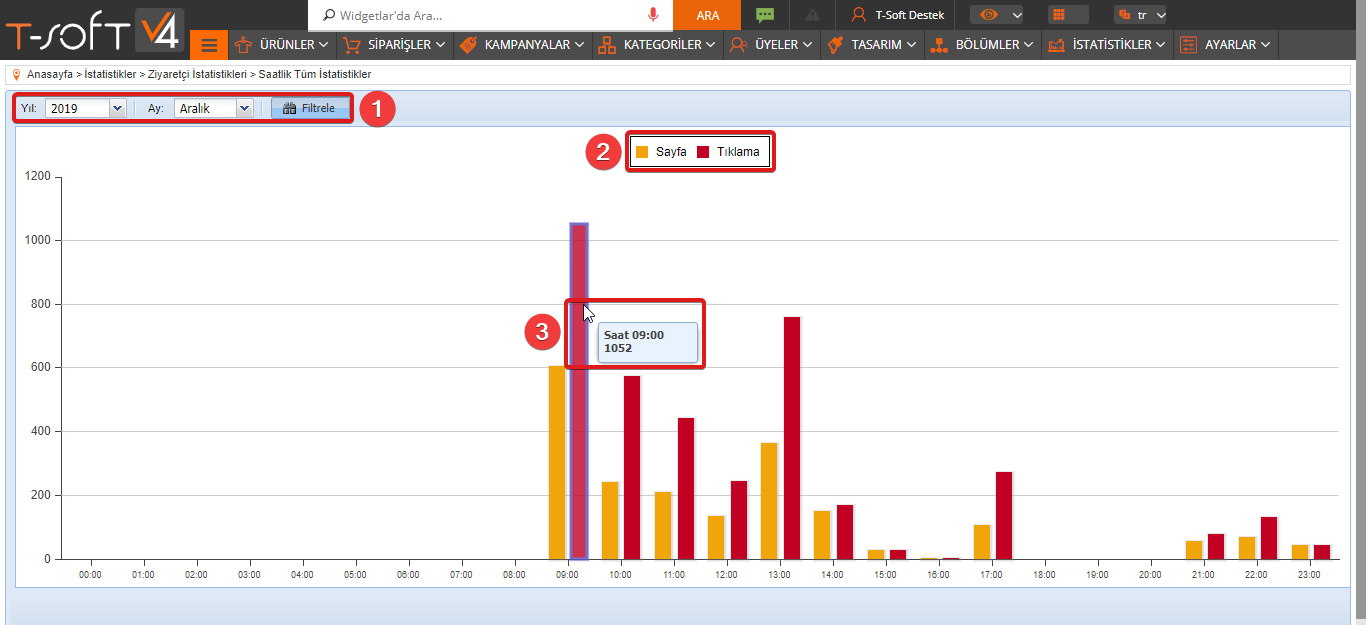 T-SOFT V4
Widgetlar'da Ara...
ARA
T-Soft Destek
tr
ÜRÜNLER
SİPARİŞLER
KAMPANYALAR
KATEGORİLER
ÜYELER
TASARIM
BÖLÜMLER
İSTATİSTİKLER
AYARLAR
Anasayfa > İstatistikler > Ziyaretçi İstatistikleri > Saatlik Tüm İstatistikler
Yıl: 2019 Ay: Aralık Filtrele 1
2 Sayfa Tıklama
1200
1000
800
600
400
200
0
3
Saat 09:00
1052
00:00 01:00 02:00 03:00 04:00 05:00 06:00 07:00 08:00 09:00 10:00 11:00 12:00 13:00 14:00 15:00 16:00 17:00 18:00 19:00 20:00 21:00 22:00 23:00